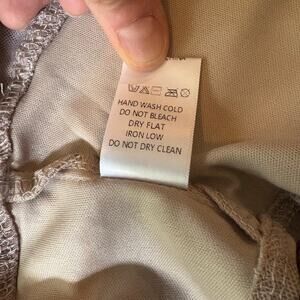 HAND WASH COLD
DO NOT BLEACH
DRY FLAT
IRON LOW
DO NOT DRY CLEAN